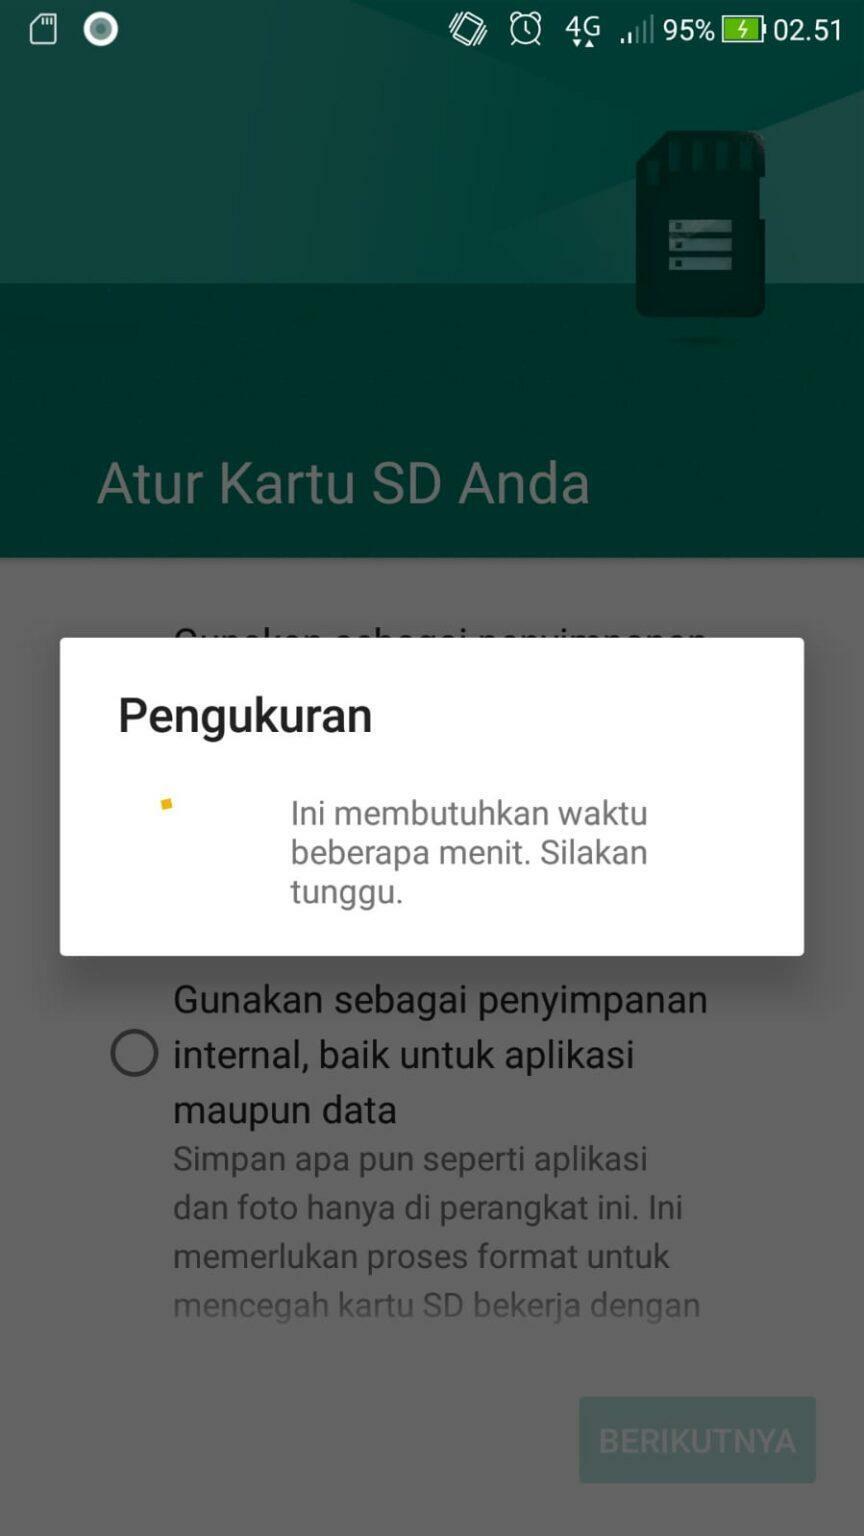 4G 95% 02.51
Atur Kartu SD Anda
Gunakan sebagai penyimpanan
Pengukuran
Ini membutuhkan waktu
beberapa menit. Silakan
tunggu.
Gunakan sebagai penyimpanan
internal, baik untuk aplikasi
maupun data
Simpan apa pun seperti aplikasi
dan foto hanya di perangkat ini. Ini
memerlukan proses format untuk
mencegah kartu SD bekerja dengan
BERIKUTNYA